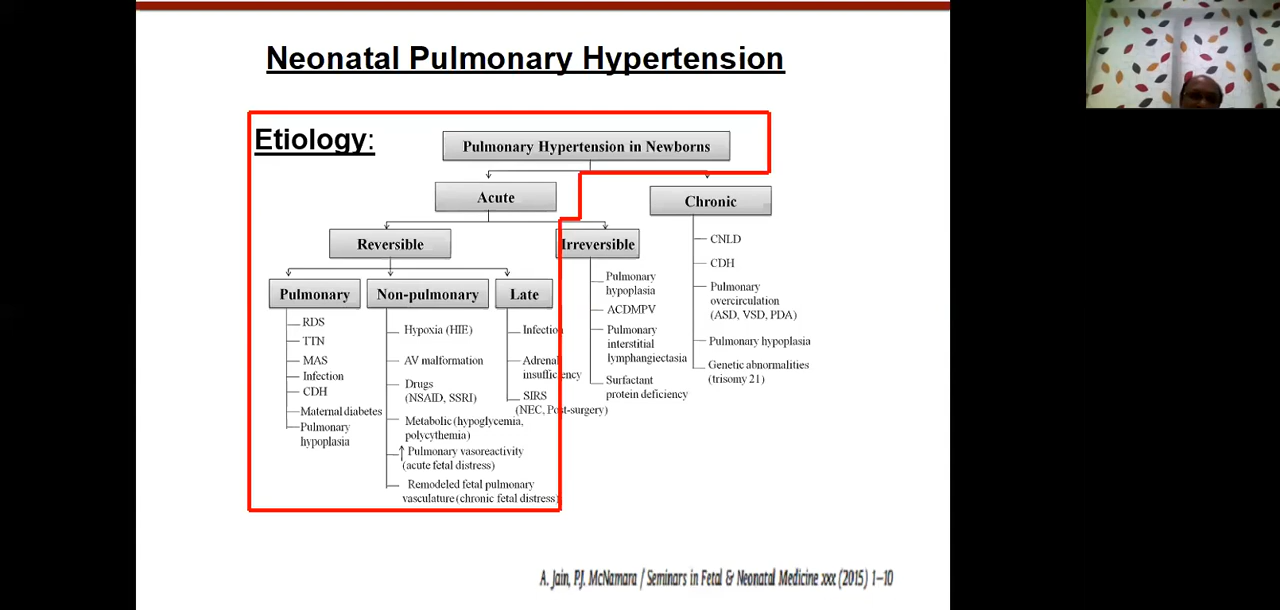 Neonatal Pulmonary Hypertension
Etiology:
Pulmonary Hypertension in Newborns
Acute
Chronic
Reversible
Irreversible
Pulmonary
Non-pulmonary
Late
RDS
TTN
MAS
Infection
CDH
Maternal diabetes
Pulmonary
hypoplasia
Hypoxia (HIE)
AV malformation
Drugs
(NSAID, SSRI)
Metabolic (hypoglycemia,
polycythemia)
↑ Pulmonary vasoreactivity
(acute fetal distress)
Remodeled fetal pulmonary
vasculature (chronic fetal distress)
Infection
Adrenal
insufficiency
SIRS
(NEC, Post-surgery)
Pulmonary
hypoplasia
ACDMPV
Pulmonary
interstitial
lymphangiectasia
Surfactant
protein deficiency
CNLD
CDH
Pulmonary
overcirculation
(ASD, VSD, PDA)
Pulmonary hypoplasia
Genetic abnormalities
(trisomy 21)
A. Jain, P.J. McNamara / Seminars in Fetal & Neonatal Medicine xxx (2015) 1–10